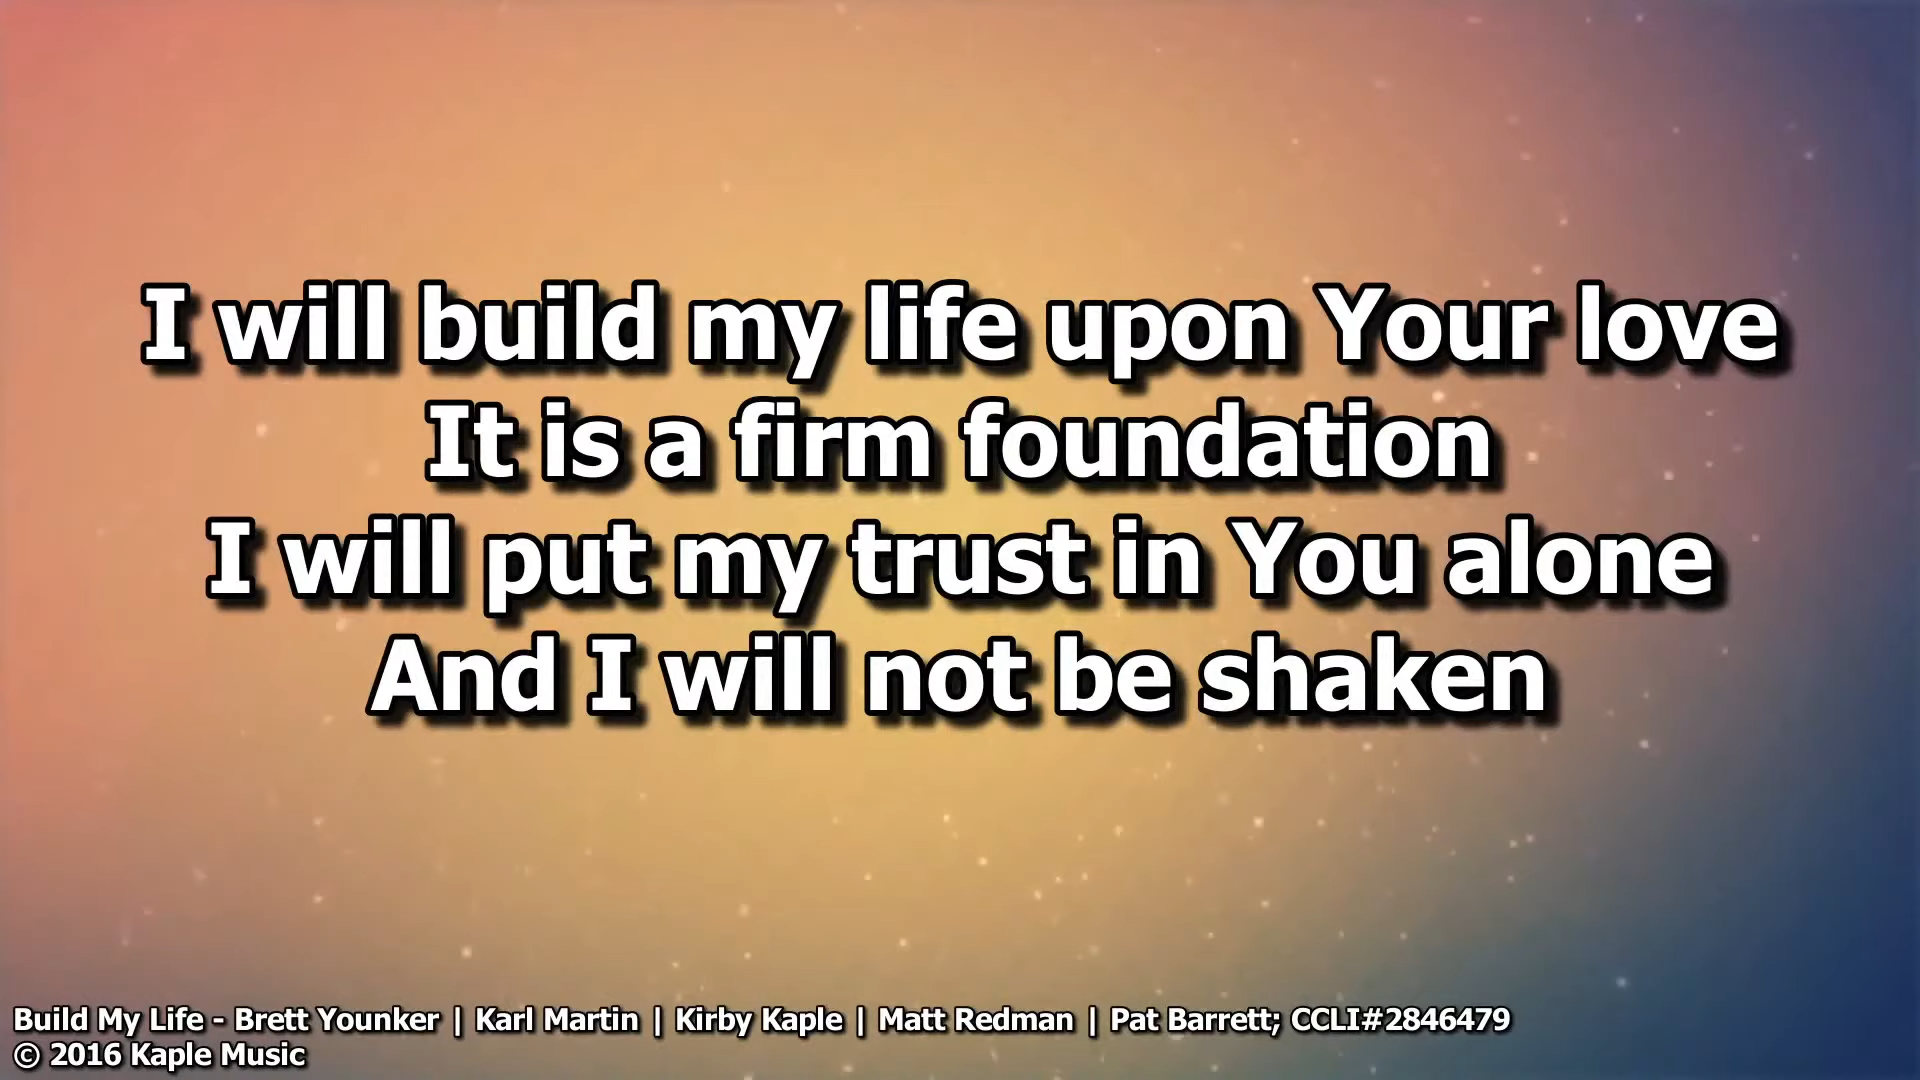 I will build my life upon Your love
It is a firm foundation
I will put my trust in You alone
And I will not be shaken
Build My Life - Brett Younker | Karl Martin | Kirby Kaple | Matt Redman | Pat Barrett; CCLI#2846479
© 2016 Kaple Music